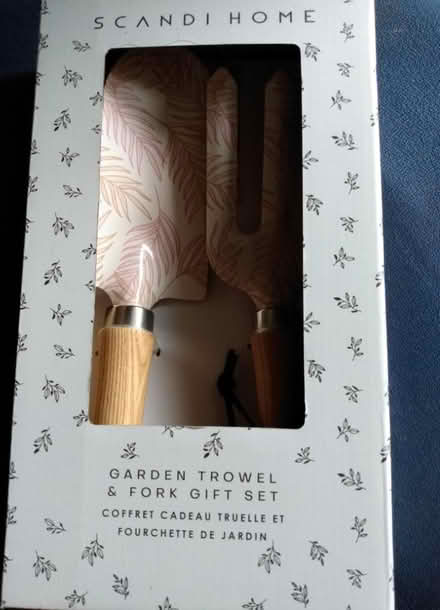 SCANDI HOME
GARDEN TROWEL
& FORK GIFT SET
COFFRET CADEAU TRUELLE ET
FOURCHETTE DE JARDIN